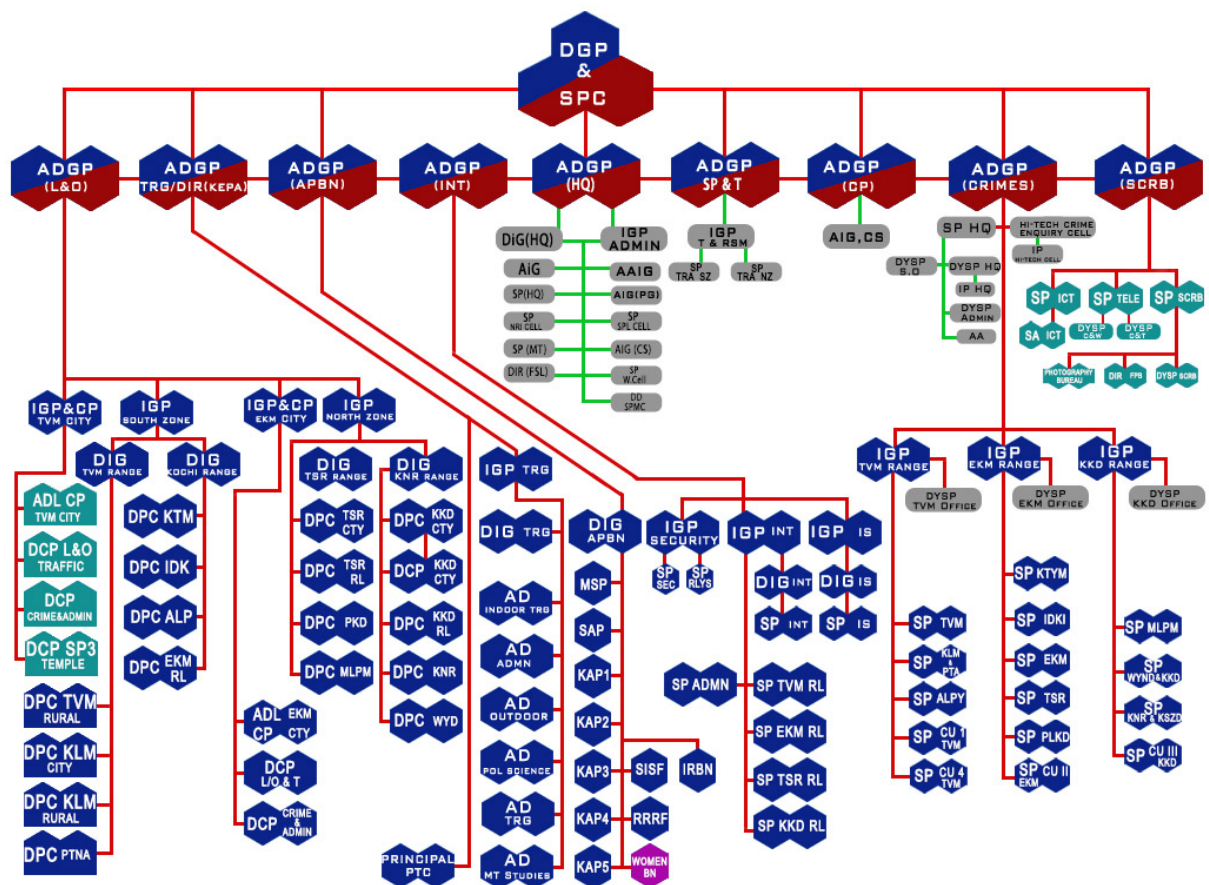 DGP
&
SPC
ADGP
(L&O)
ADGP
TRG/DIR(KEPA)
ADGP
(APBN)
ADGP
(INT)
ADGP
(HQ)
ADGP
SP & T
ADGP
(CP)
ADGP
(CRIMES)
ADGP
(SCRB)
DiG(HQ)
IGP
ADMIN
AiG
AAIG
SP(HQ)
AIG(PG)
SP
NRI CELL
SP
SPL CELL
SP (MT)
AIG (CS)
DIR (FSL)
SP
W.Cell
DD
SPMC
IGP
T & RSM
SP
TRA SZ
SP
TRA NZ
AIG,CS
SP HQ
HI-TECH CRIME
ENQUIRY CELL
IP
HI-TECH CELL
DYSP
S.O
DYSP HQ
IP HQ
DYSP
ADMIN
AA
SP ICT
SP TELE
SP SCRB
SA ICT
DYSP
C&W
DYSP
C&T
PHOTOGRAPHY
BUREAU
DIR FPB
DYSP SCRB
IGP&CP
TVM CITY
IGP
SOUTH ZONE
IGP&CP
EKM CITY
IGP
NORTH ZONE
DIG
TVM RANGE
DIG
KOCHI RANGE
DIG
TSR RANGE
DIG
KNR RANGE
ADL CP
TVM CITY
DCP L&O
TRAFFIC
DCP
CRIME&ADMIN
DCP SP3
TEMPLE
DPC TVM
RURAL
DPC KLM
CITY
DPC KLM
RURAL
DPC PTNA
DPC KTM
DPC IDK
DPC ALP
DPC EKM
RL
ADL EKM
CP CTY
DCP
L/O & T
DCP CRIME
&
ADMIN
DPC TSR
CTY
DPC TSR
RL
DPC PKD
DPC MLPM
DPC KKD
CTY
DCP KKD
CTY
DPC KKD
RL
DPC KNR
DPC WYD
PRINCIPAL
PTC
IGP TRG
DIG TRG
AD
INDOOR TRG
AD
ADMN
AD
OUTDOOR
AD
POL SCIENCE
AD
TRG
AD
MT STUDIES
DIG
APBN
MSP
SAP
KAP1
KAP2
KAP3
KAP4
KAP5
SISF
RRRF
WOMEN
BN
IRBN
IGP
SECURITY
SP
SEC
SP
RLYS
IGP INT
DIG INT
SP INT
IGP IS
DIG IS
SP IS
SP ADMN
SP TVM RL
SP EKM RL
SP TSR RL
SP KKD RL
IGP
TVM RANGE
DYSP
TVM OFFICE
IGP
EKM RANGE
DYSP
EKM OFFICE
IGP
KKD RANGE
DYSP
KKD OFFICE
SP TVM
SP KLM
&
PTA
SP ALPY
SP CU 1
TVM
SP CU 4
TVM
SP KTYM
SP IDKI
SP EKM
SP TSR
SP PLKD
SP CU II
EKM
SP MLPM
SP
WYND&KKD
SP
KNR & KSZD
SP CU III
KKD